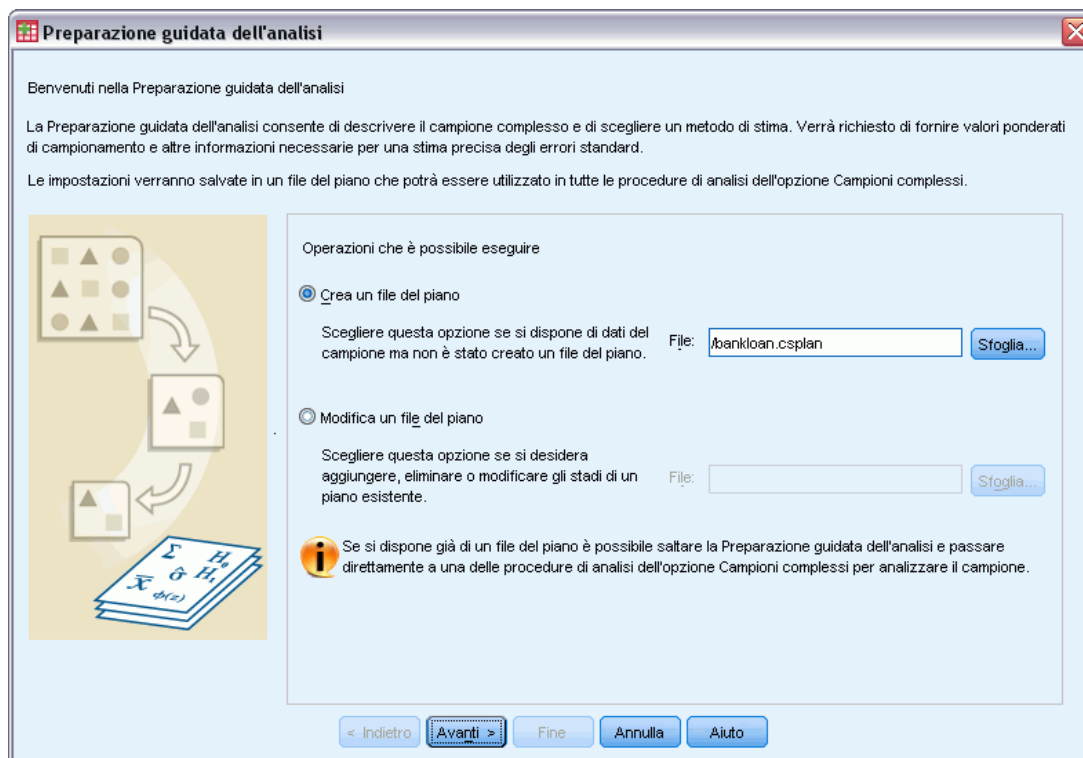 Preparazione guidata dell'analisi
Benvenuti nella Preparazione guidata dell'analisi
La Preparazione guidata dell'analisi consente di descrivere il campione complesso e di scegliere un metodo di stima. Verrà richiesto di fornire valori ponderati
di campionamento e altre informazioni necessarie per una stima precisa degli errori standard.
Le impostazioni verranno salvate in un file del piano che potrà essere utilizzato in tutte le procedure di analisi dell'opzione Campioni complessi.
Operazioni che è possibile eseguire
Crea un file del piano
Scegliere questa opzione se si dispone di dati del
campione ma non è stato creato un file del piano.
File: /bankloan.csplan Sfoglia...
Modifica un file del piano
Scegliere questa opzione se si desidera
aggiungere, eliminare o modificare gli stadi di un
piano esistente.
File: Sfoglia...
Σ H₀
x̄ σ̂ H₁
φ(z)
i
Se si dispone già di un file del piano è possibile saltare la Preparazione guidata dell'analisi e passare
direttamente a una delle procedure di analisi dell'opzione Campioni complessi per analizzare il campione.
< Indietro Avanti > Fine Annulla Aiuto